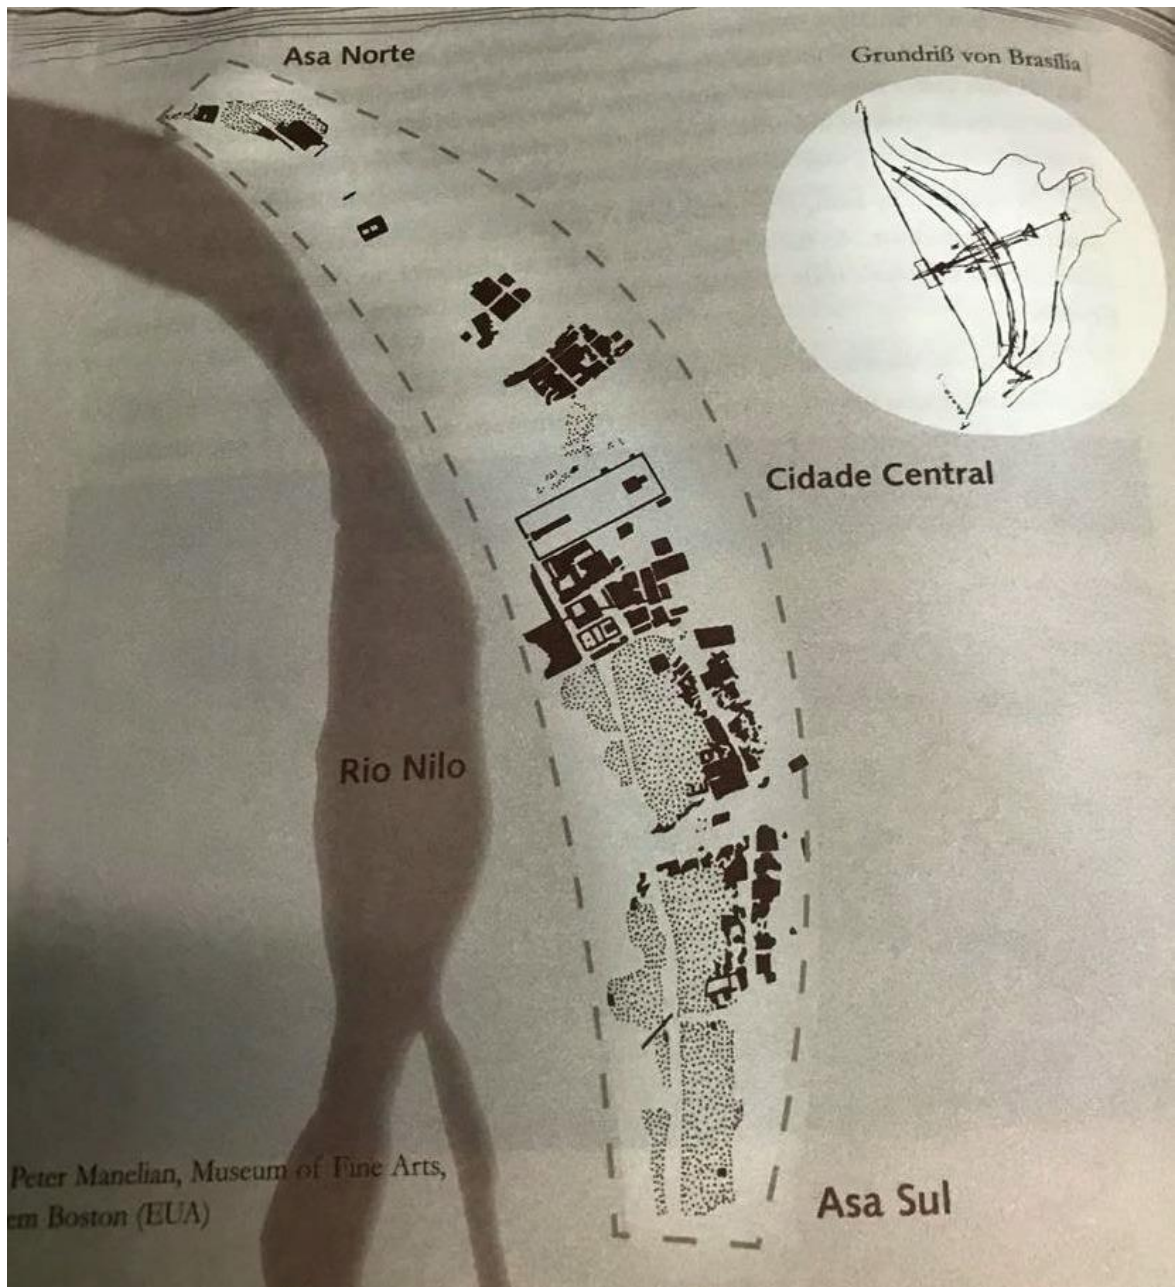 Asa Norte
Grundriß von Brasília
Cidade Central
Rio Nilo
Peter Manelian, Museum of Fine Arts,
em Boston (EUA)
Asa Sul